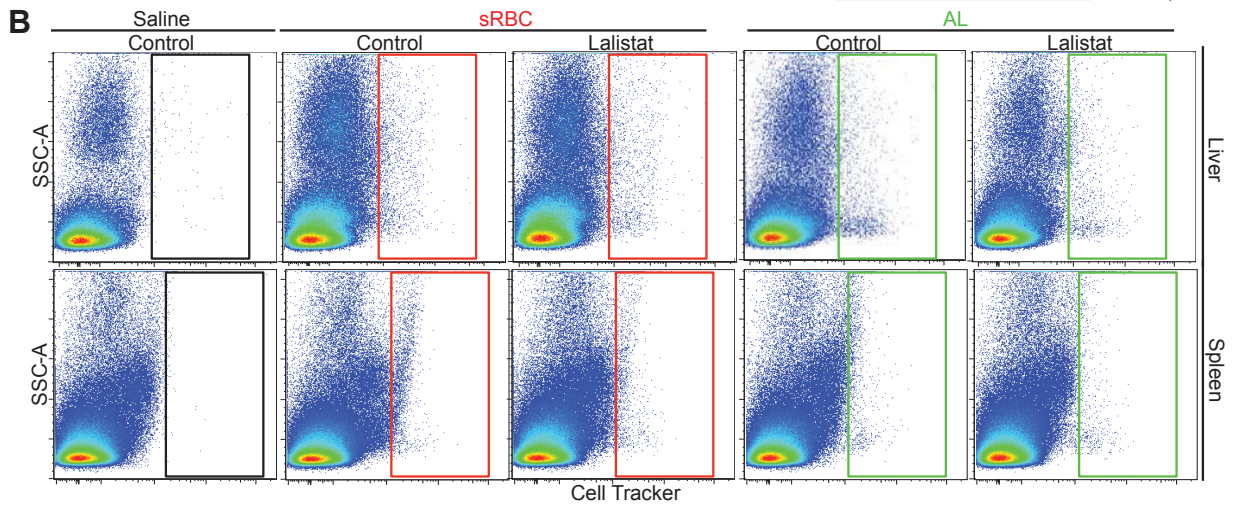 B
Saline sRBC AL
Control Control Lalistat Control Lalistat
SSC-A Liver
SSC-A Spleen
Cell Tracker